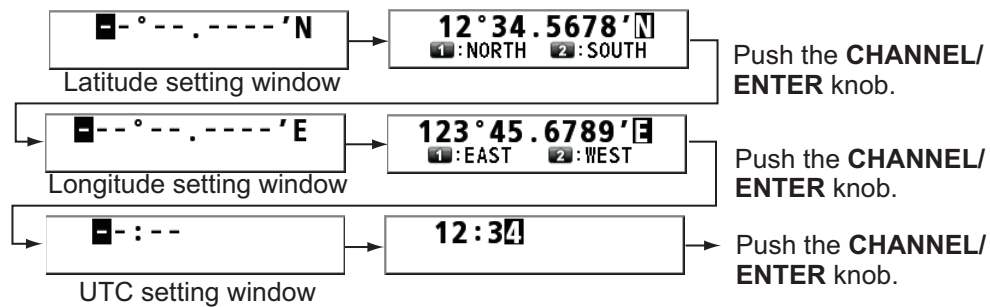 --°--.----'N
12°34.5678'N
1:NORTH 2:SOUTH
Latitude setting window
Push the CHANNEL/
ENTER knob.
---°--.----'E
123°45.6789'E
1:EAST 2:WEST
Longitude setting window
Push the CHANNEL/
ENTER knob.
--:--
12:34
UTC setting window
Push the CHANNEL/
ENTER knob.